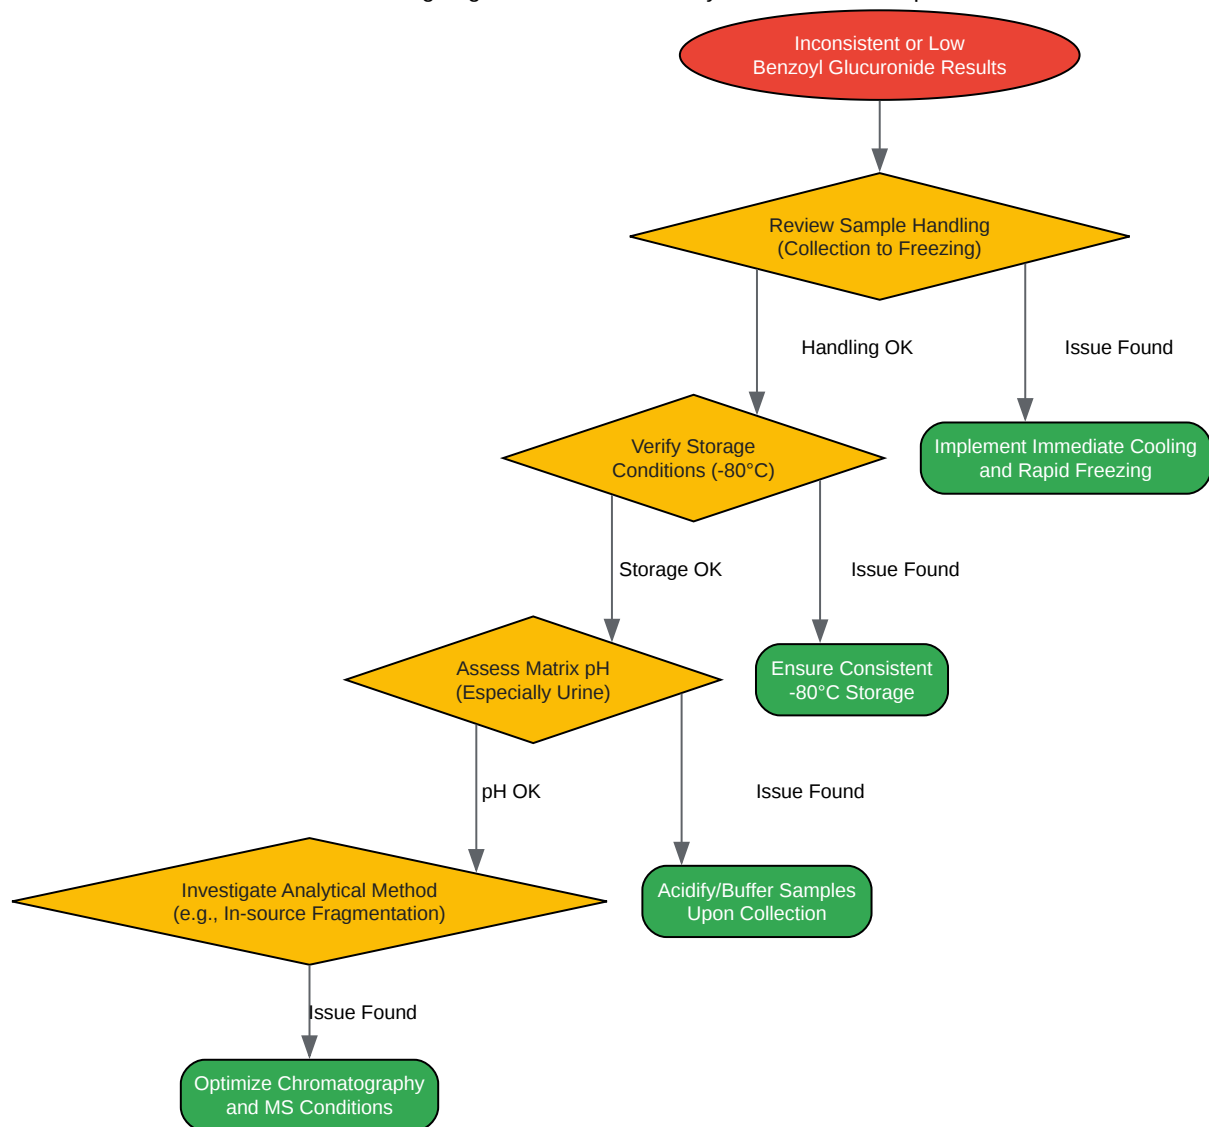 Inconsistent or Low
Benzoyl Glucuronide Results
Review Sample Handling
(Collection to Freezing)
Handling OK
Issue Found
Verify Storage
Conditions (-80°C)
Implement Immediate Cooling
and Rapid Freezing
Storage OK
Issue Found
Assess Matrix pH
(Especially Urine)
Ensure Consistent
-80°C Storage
pH OK
Issue Found
Investigate Analytical Method
(e.g., In-source Fragmentation)
Acidify/Buffer Samples
Upon Collection
Issue Found
Optimize Chromatography
and MS Conditions